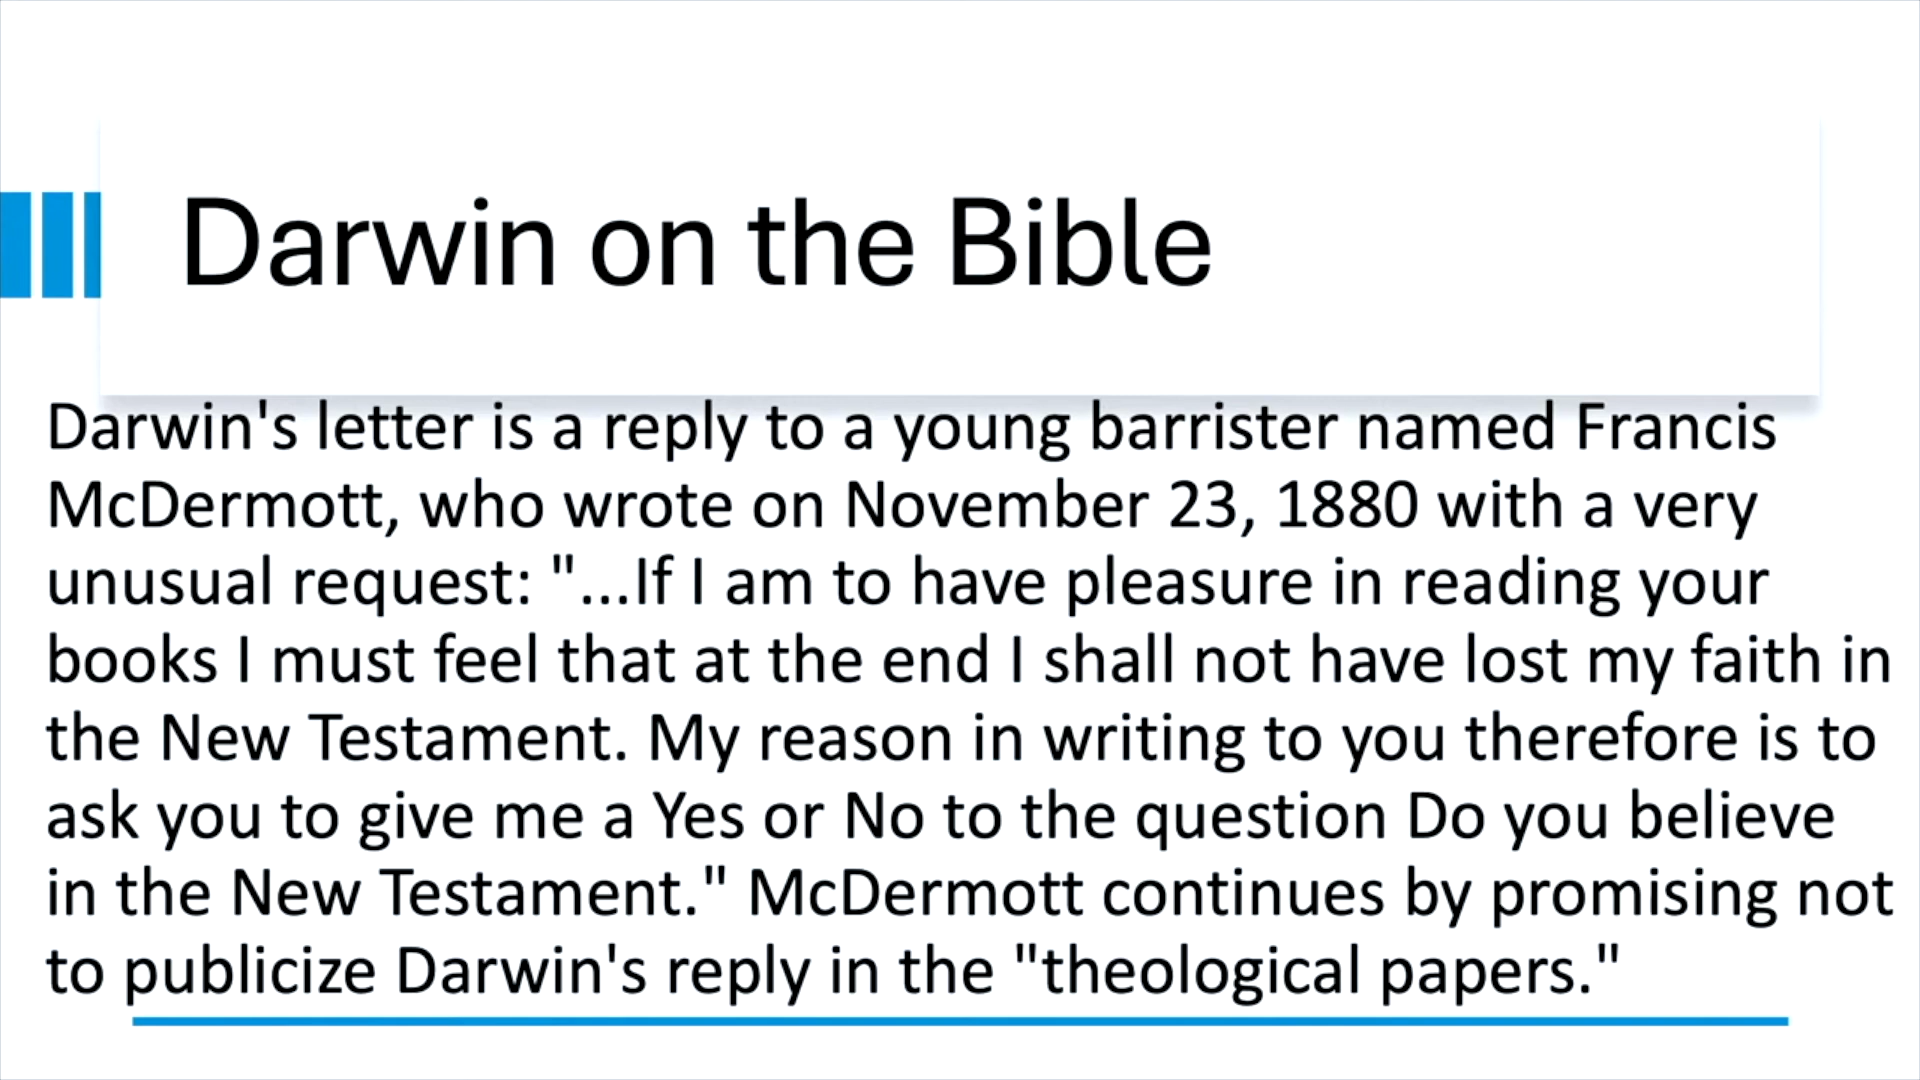 Darwin on the Bible
Darwin's letter is a reply to a young barrister named Francis
McDermott, who wrote on November 23, 1880 with a very
unusual request: "...If I am to have pleasure in reading your
books I must feel that at the end I shall not have lost my faith in
the New Testament. My reason in writing to you therefore is to
ask you to give me a Yes or No to the question Do you believe
in the New Testament." McDermott continues by promising not
to publicize Darwin's reply in the "theological papers."